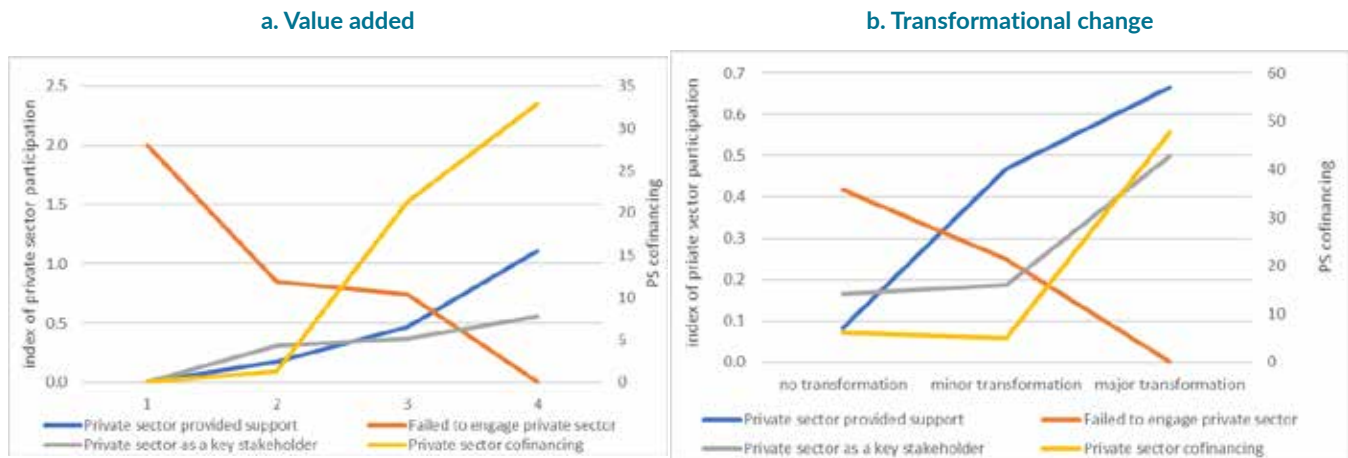 a. Value added
b. Transformational change
index of private sector participation
2.5
2.0
1.5
1.0
0.5
0.0
35
30
25
20
15
10
5
0
PS cofinancing
1 2 3 4
Private sector provided support
Failed to engage private sector
Private sector as a key stakeholder
Private sector cofinancing
index of priate sector participation
0.7
0.6
0.5
0.4
0.3
0.2
0.1
0.0
60
50
40
30
20
10
0
PS cofinancing
no transformation minor transformation major transformation
Private sector provided support
Failed to engage private sector
Private sector as a key stakeholder
Private sector cofinancing